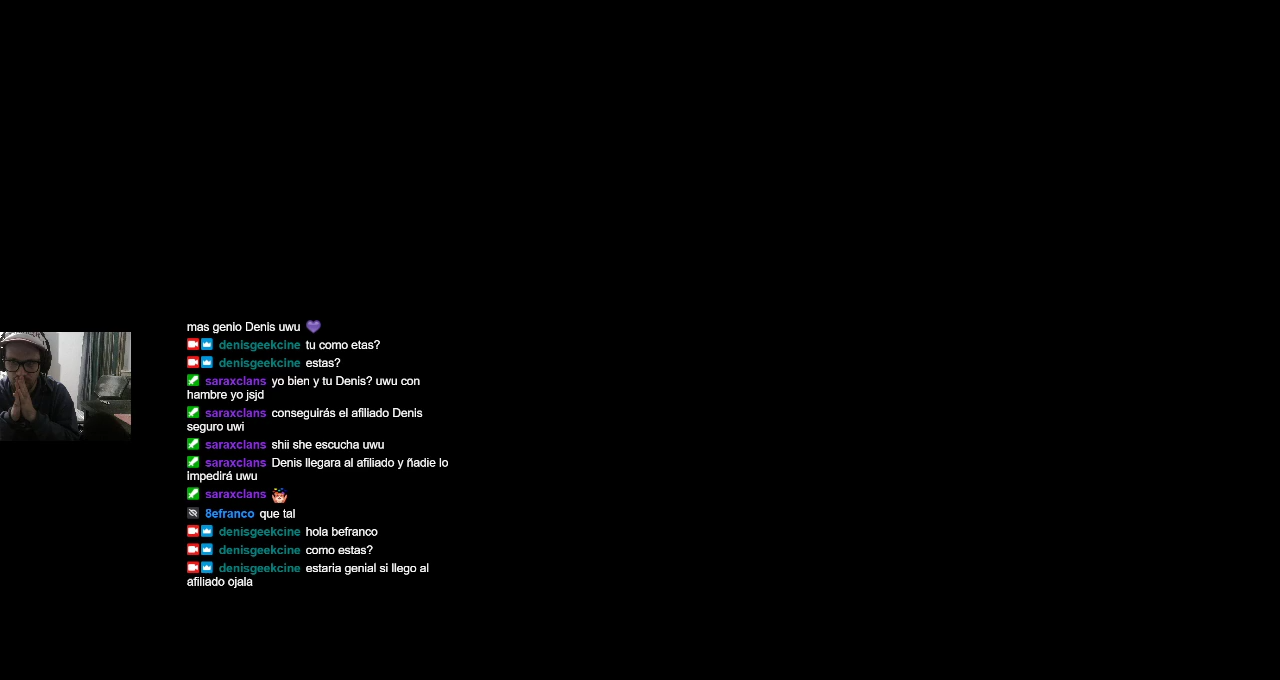 mas genio Denis uwu
denisgeekcine tu como etas?
denisgeekcine estas?
saraxclans yo bien y tu Denis? uwu con
hambre yo jsjd
saraxclans conseguirás el afiliado Denis
seguro uwi
saraxclans shii she escucha uwu
saraxclans Denis llegara al afiliado y ñadie lo
impedirá uwu
saraxclans
8efranco que tal
denisgeekcine hola befranco
denisgeekcine como estas?
denisgeekcine estaria genial si llego al
afiliado ojala